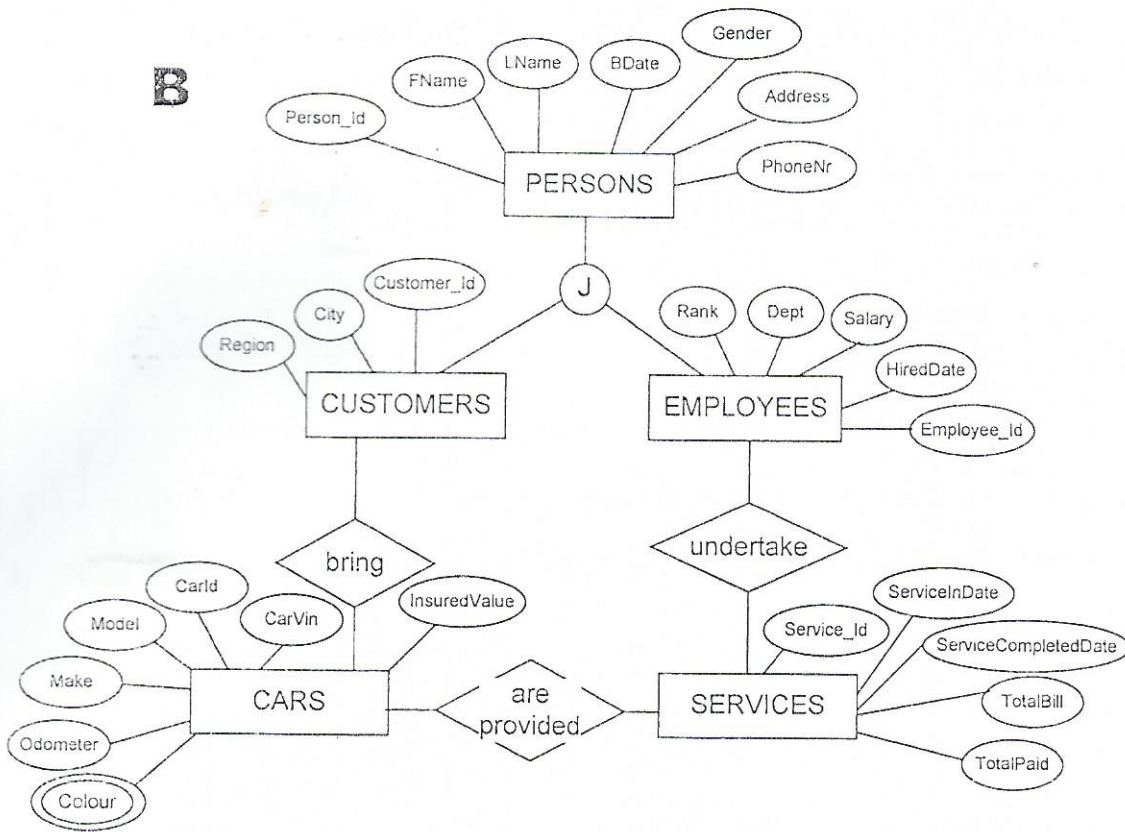 B
Gender
LName
BDate
FName
Address
Person_id
PhoneNr
PERSONS
J
Customer_id
City
Region
Rank
Dept
Salary
HiredDate
CUSTOMERS
EMPLOYEES
Employee_Id
bring
undertake
CarId
InsuredValue
ServiceInDate
Model
CarVin
Service_Id
ServiceCompletedDate
Make
CARS
are
provided
SERVICES
TotalBill
Odometer
TotalPaid
Colour